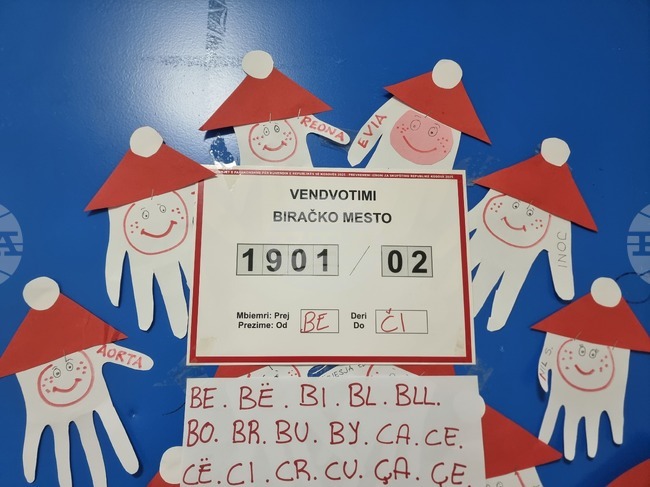 REONA
EVIA
VENDVOTIMI
BIRAČKO MESTO
1901 / 02
Mbiemri: Prej BE Deri ČI
Prezime: Od Do
INOC
AORTA
BE. BË. BI. BL. BLL.
BO. BR. BU. BY. CA. CE.
CË. CI. CR. CU. ÇA. ÇE.